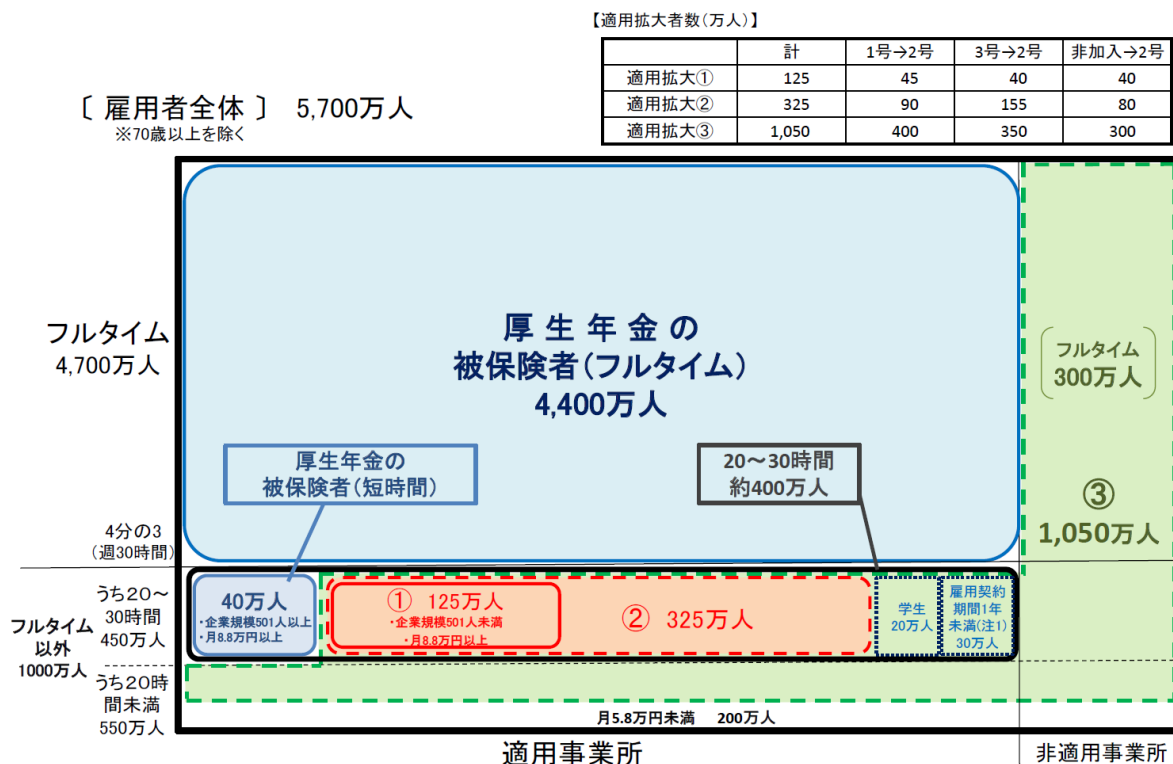 【適用拡大者数(万人)】
計 1号→2号 3号→2号 非加入→2号
適用拡大① 125 45 40 40
適用拡大② 325 90 155 80
適用拡大③ 1,050 400 350 300
〔 雇用者全体 〕 5,700万人
※70歳以上を除く
フルタイム
4,700万人
厚生年金の
被保険者(フルタイム)
4,400万人
フルタイム
300万人
③
1,050万人
厚生年金の
被保険者(短時間)
20～30時間
約400万人
4分の3
(週30時間)
フルタイム
以外
1000万人
うち20～
30時間
450万人
40万人
・企業規模501人以上
・月8.8万円以上
① 125万人
・企業規模501人未満
・月8.8万円以上
② 325万人
学生
20万人
雇用契約
期間1年
未満(注1)
30万人
うち20時
間未満
550万人
月5.8万円未満 200万人
適用事業所
非適用事業所